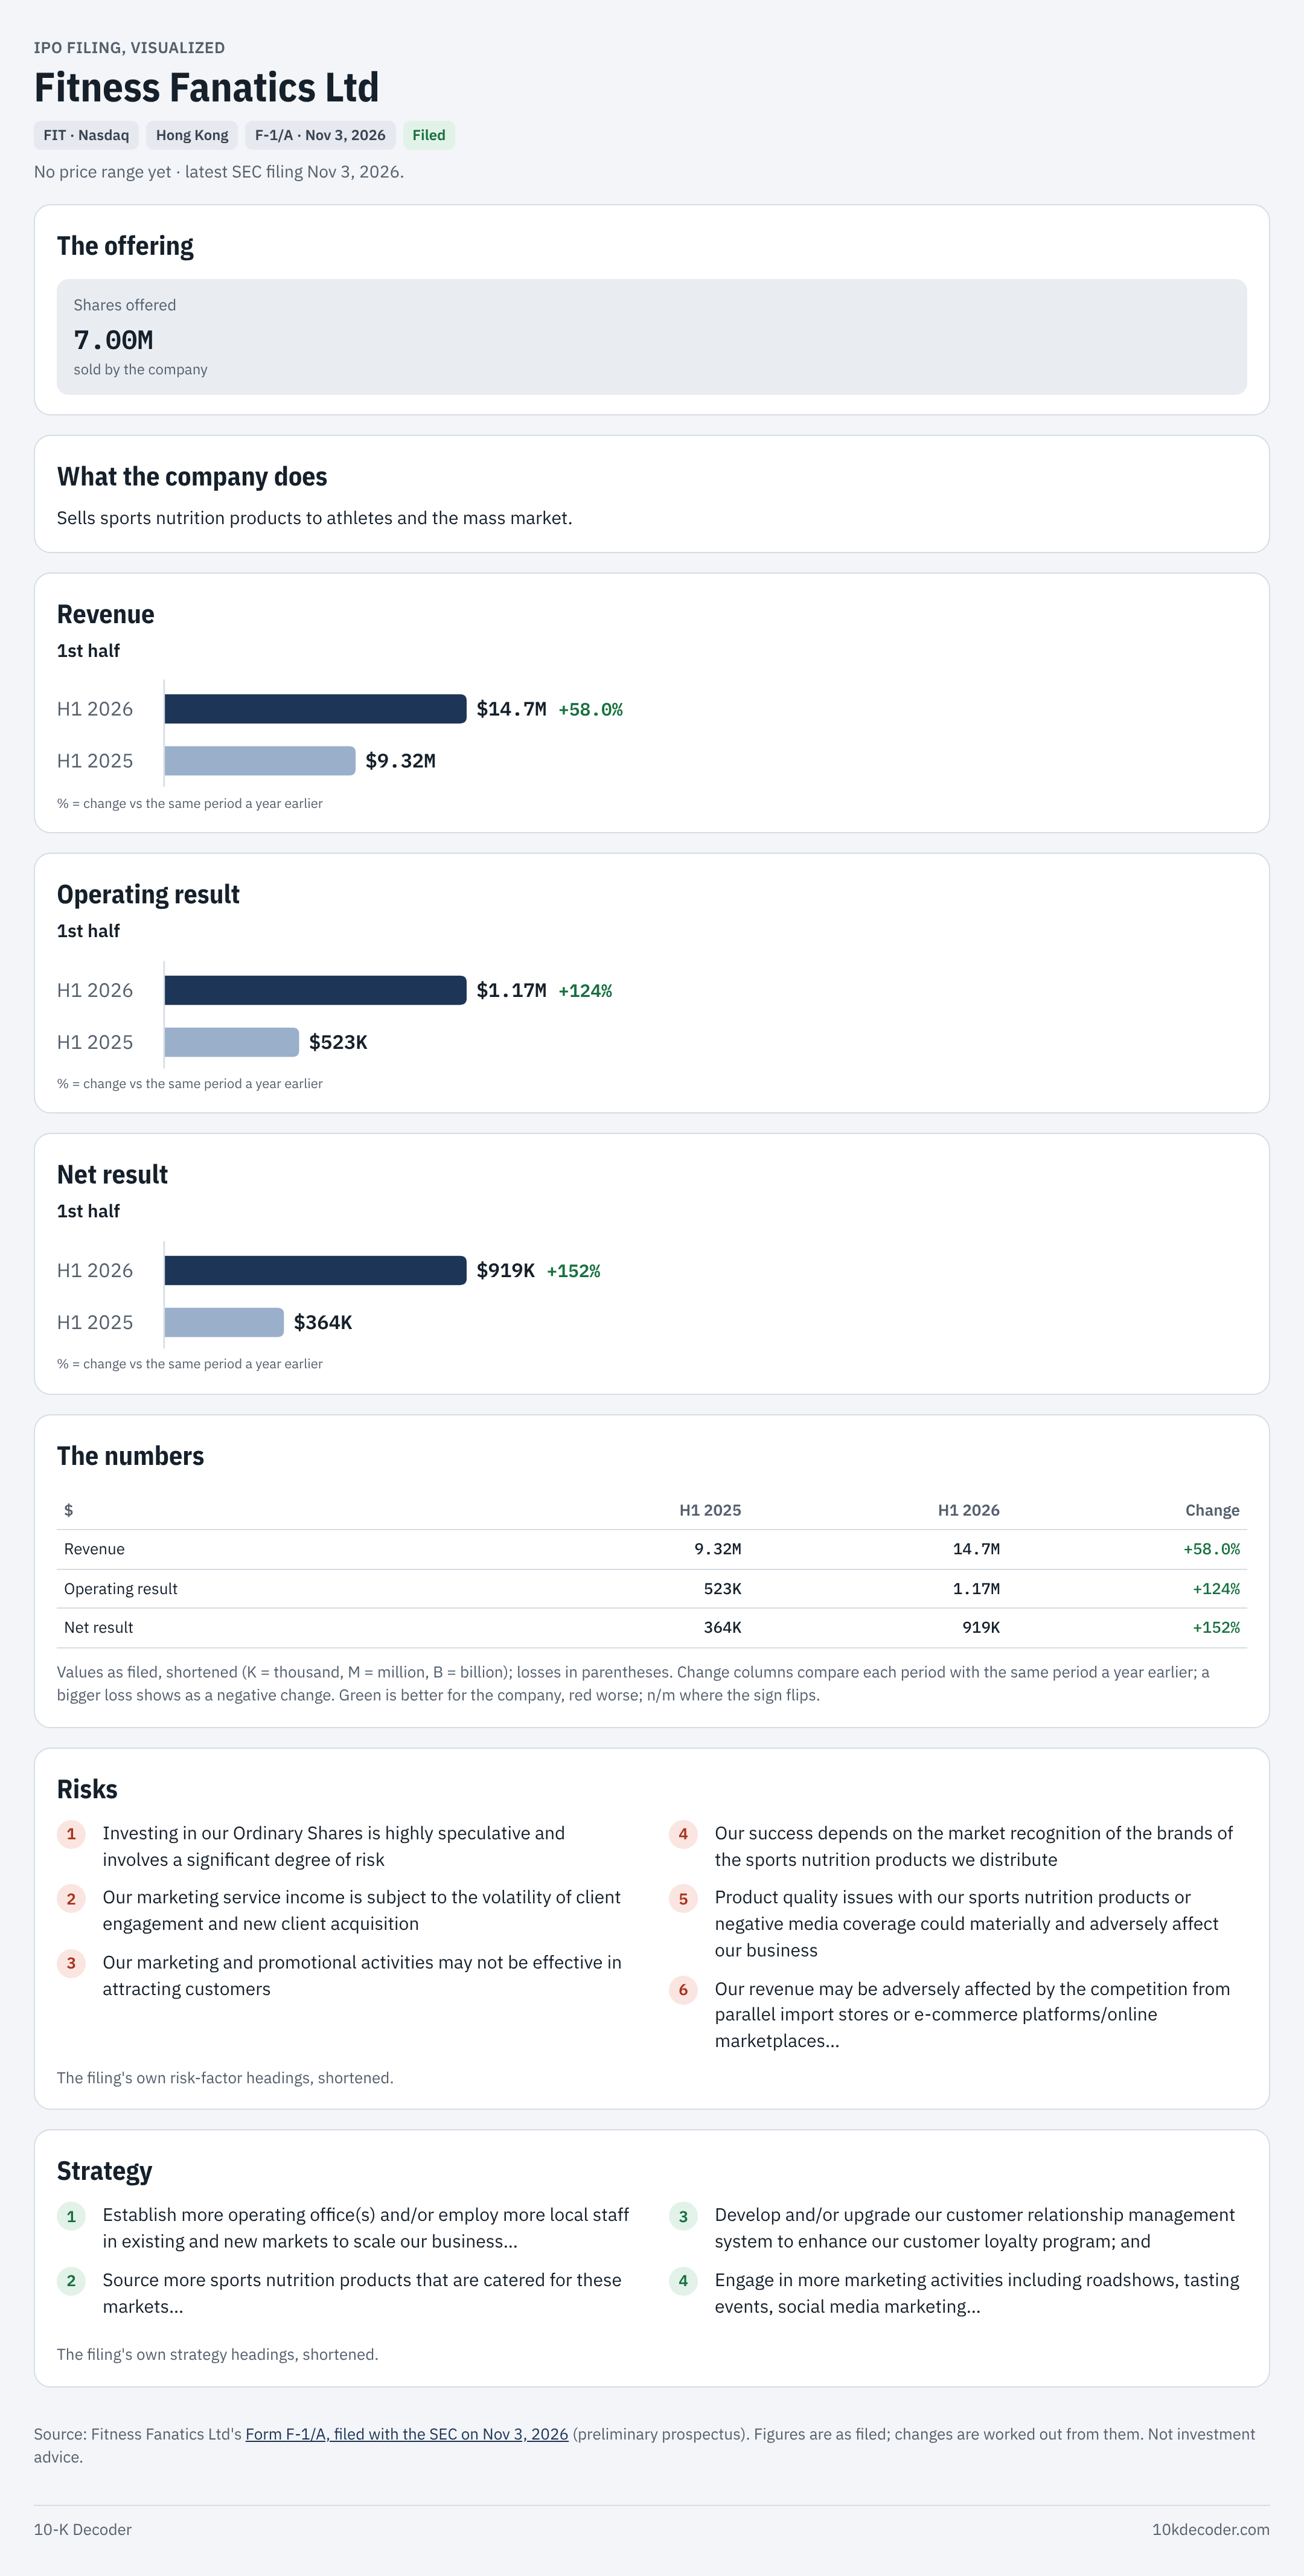 IPO FILING, VISUALIZED
Fitness Fanatics Ltd
FIT · Nasdaq Hong Kong F-1/A · Nov 3, 2026 Filed
No price range yet · latest SEC filing Nov 3, 2026.
The offering
Shares offered
7.00M
sold by the company
What the company does
Sells sports nutrition products to athletes and the mass market.
Revenue
1st half
H1 2026 $14.7M +58.0%
H1 2025 $9.32M
% = change vs the same period a year earlier
Operating result
1st half
H1 2026 $1.17M +124%
H1 2025 $523K
% = change vs the same period a year earlier
Net result
1st half
H1 2026 $919K +152%
H1 2025 $364K
% = change vs the same period a year earlier
The numbers
$ H1 2025 H1 2026 Change
Revenue 9.32M 14.7M +58.0%
Operating result 523K 1.17M +124%
Net result 364K 919K +152%
Values as filed, shortened (K = thousand, M = million, B = billion); losses in parentheses. Change columns compare each period with the same period a year earlier; a
bigger loss shows as a negative change. Green is better for the company, red worse; n/m where the sign flips.
Risks
1 Investing in our Ordinary Shares is highly speculative and
involves a significant degree of risk
2 Our marketing service income is subject to the volatility of client
engagement and new client acquisition
3 Our marketing and promotional activities may not be effective in
attracting customers
4 Our success depends on the market recognition of the brands of
the sports nutrition products we distribute
5 Product quality issues with our sports nutrition products or
negative media coverage could materially and adversely affect
our business
6 Our revenue may be adversely affected by the competition from
parallel import stores or e-commerce platforms/online
marketplaces…
The filing's own risk-factor headings, shortened.
Strategy
1 Establish more operating office(s) and/or employ more local staff
in existing and new markets to scale our business…
2 Source more sports nutrition products that are catered for these
markets…
3 Develop and/or upgrade our customer relationship management
system to enhance our customer loyalty program; and
4 Engage in more marketing activities including roadshows, tasting
events, social media marketing…
The filing's own strategy headings, shortened.
Source: Fitness Fanatics Ltd's Form F-1/A, filed with the SEC on Nov 3, 2026 (preliminary prospectus). Figures are as filed; changes are worked out from them. Not investment
advice.
10-K Decoder 10kdecoder.com